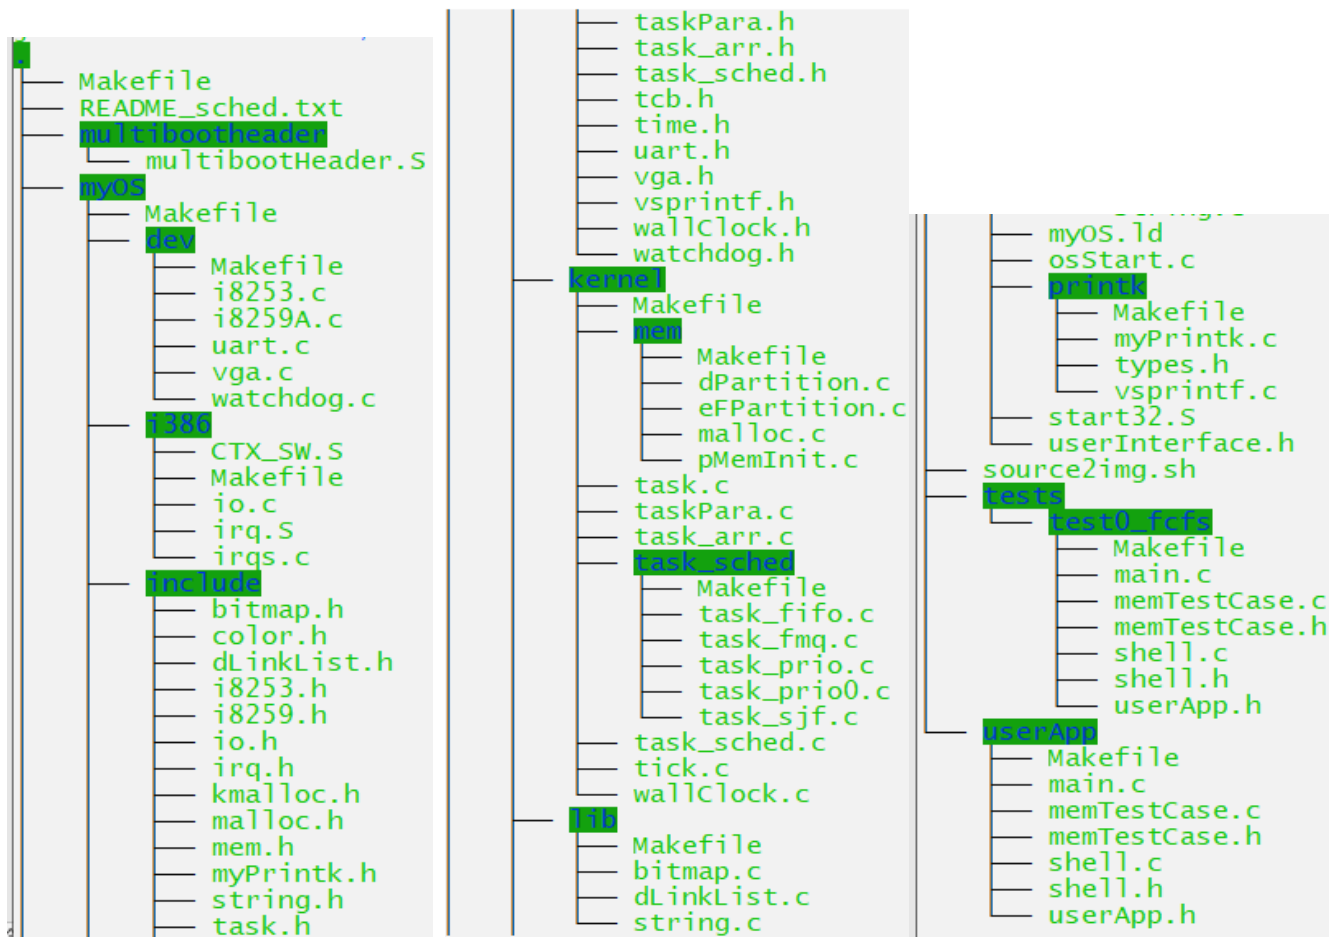 .
Makefile
README_sched.txt
multibootheader
multibootHeader.S
myOS
Makefile
dev
Makefile
i8253.c
i8259A.c
uart.c
vga.c
watchdog.c
i386
CTX_SW.S
Makefile
io.c
irq.S
irqs.c
include
bitmap.h
color.h
dLinkList.h
i8253.h
i8259.h
io.h
irq.h
kmalloc.h
malloc.h
mem.h
myPrintk.h
string.h
task.h
taskPara.h
task_arr.h
task_sched.h
tcb.h
time.h
uart.h
vga.h
vsprintf.h
wallClock.h
watchdog.h
kernel
Makefile
mem
Makefile
dPartition.c
eFPartition.c
malloc.c
pMemInit.c
task.c
taskPara.c
task_arr.c
task_sched
Makefile
task_fifo.c
task_fmq.c
task_prio.c
task_prio0.c
task_sjf.c
task_sched.c
tick.c
wallClock.c
lib
Makefile
bitmap.c
dLinkList.c
string.c
myOS.ld
osStart.c
printk
Makefile
myPrintk.c
types.h
vsprintf.c
start32.S
userInterface.h
source2img.sh
tests
test0_fcfs
Makefile
main.c
memTestCase.c
memTestCase.h
shell.c
shell.h
userApp.h
userApp
Makefile
main.c
memTestCase.c
memTestCase.h
shell.c
shell.h
userApp.h